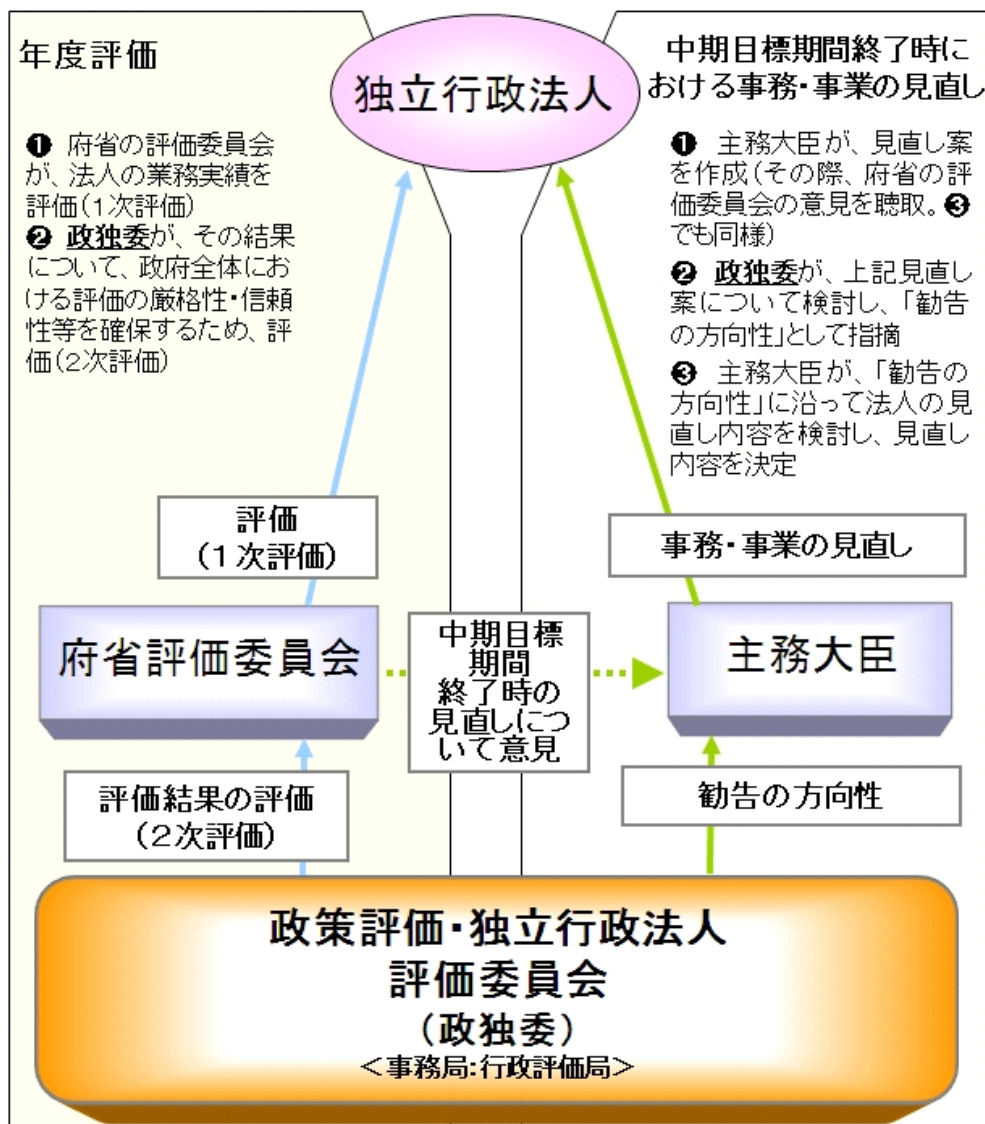 年度評価
❶ 府省の評価委員会
が、法人の業務実績を
評価(1次評価)
❷ 政独委が、その結果
について、政府全体にお
ける評価の厳格性・信頼
性等を確保するため、評
価(2次評価)
独立行政法人
中期目標期間終了時に
おける事務・事業の見直し
❶ 主務大臣が、見直し案
を作成(その際、府省の評
価委員会の意見を聴取。❸
でも同様)
❷ 政独委が、上記見直し
案について検討し、「勧告
の方向性」として指摘
❸ 主務大臣が、「勧告の
方向性」に沿って法人の見
直し内容を検討し、見直し
内容を決定
評価
(1次評価)
事務・事業の見直し
府省評価委員会
中期目標
期間
終了時の
見直しにつ
いて意見
主務大臣
評価結果の評価
(2次評価)
勧告の方向性
政策評価・独立行政法人
評価委員会
(政独委)
<事務局:行政評価局>